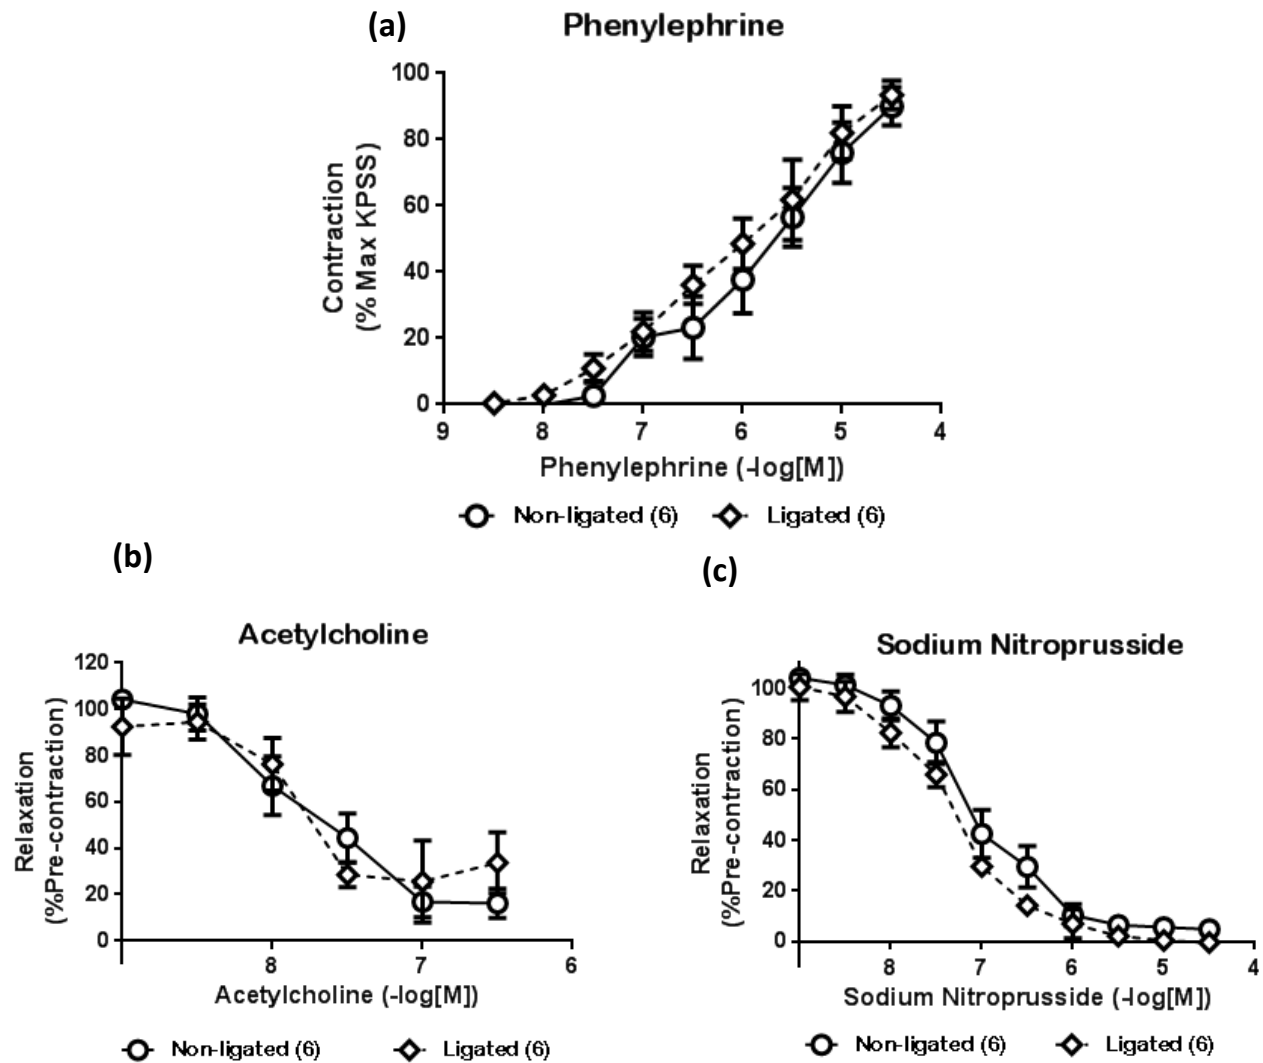 (a)
Phenylephrine
Contraction
(% Max KPSS)
100
80
60
40
20
0
9 8 7 6 5 4
Phenylephrine (-log[M])
Non-ligated (6) Ligated (6)
(b)
Acetylcholine
Relaxation
(%Pre-contraction)
120
100
80
60
40
20
0
8 7 6
Acetylcholine (-log[M])
Non-ligated (6) Ligated (6)
(c)
Sodium Nitroprusside
Relaxation
(%Pre-contraction)
100
80
60
40
20
0
8 7 6 5 4
Sodium Nitroprusside (-log[M])
Non-ligated (6) Ligated (6)